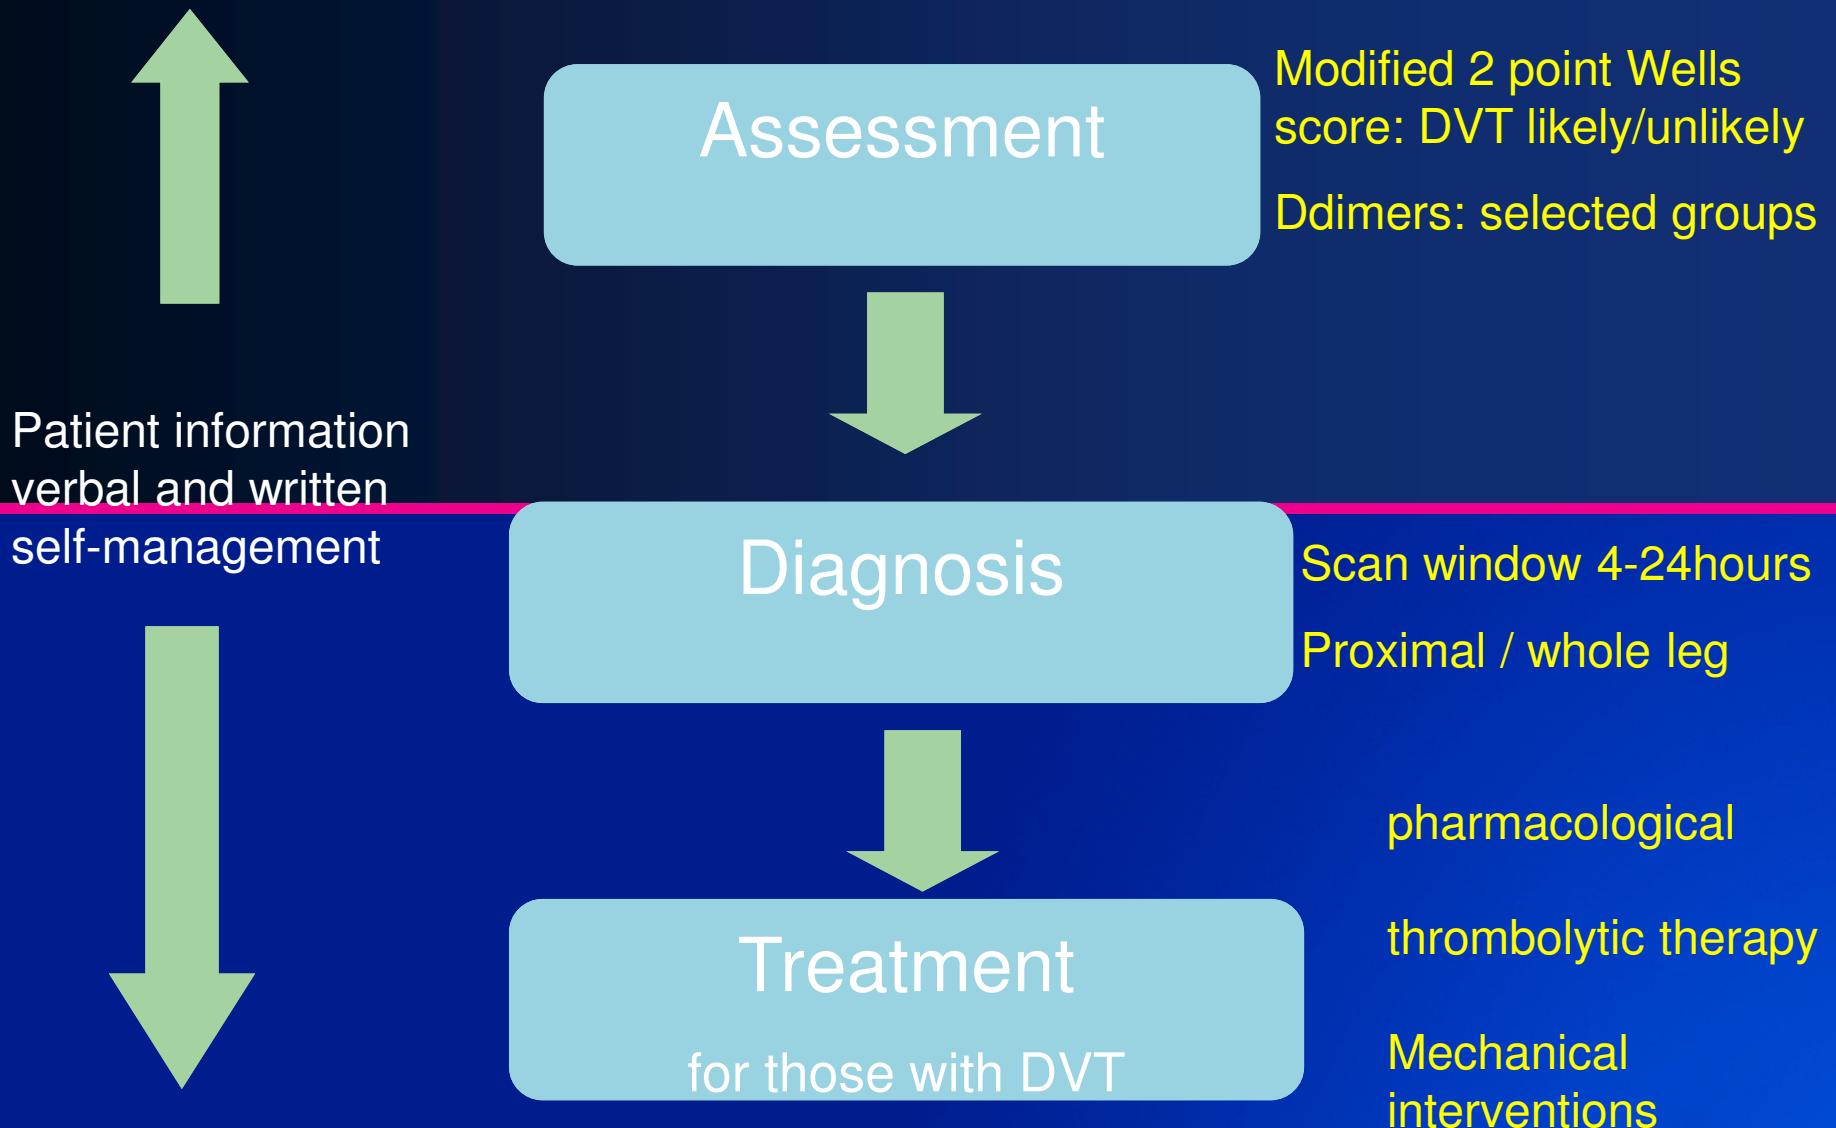 Assessment
Modified 2 point Wells
score: DVT likely/unlikely
Ddimers: selected groups
Patient information
verbal and written
self-management
Diagnosis
Scan window 4-24hours
Proximal / whole leg
Treatment
for those with DVT
pharmacological
thrombolytic therapy
Mechanical
interventions